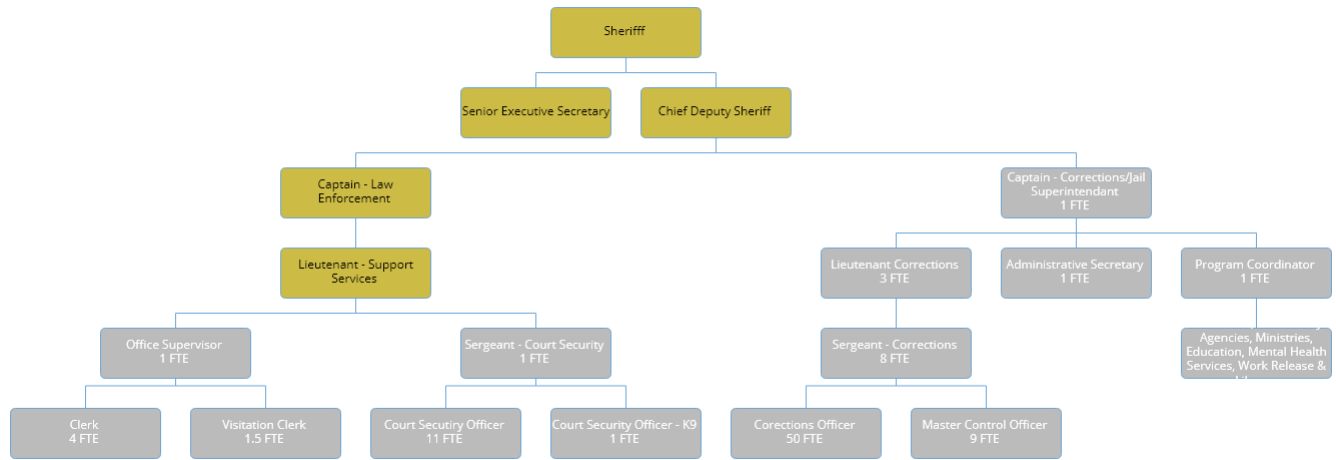 Sherifff
Senior Executive Secretary
Chief Deputy Sheriff
Captain - Law
Enforcement
Captain - Corrections/Jail
Superintendant
1 FTE
Lieutenant - Support
Services
Lieutenant Corrections
3 FTE
Administrative Secretary
1 FTE
Program Coordinator
1 FTE
Office Supervisor
1 FTE
Sergeant - Court Security
1 FTE
Sergeant - Corrections
8 FTE
Agencies, Ministries,
Education, Mental Health
Services, Work Release &
Clerk
4 FTE
Visitation Clerk
1.5 FTE
Court Secutiry Officer
11 FTE
Court Security Officer - K9
1 FTE
Corections Officer
50 FTE
Master Control Officer
9 FTE